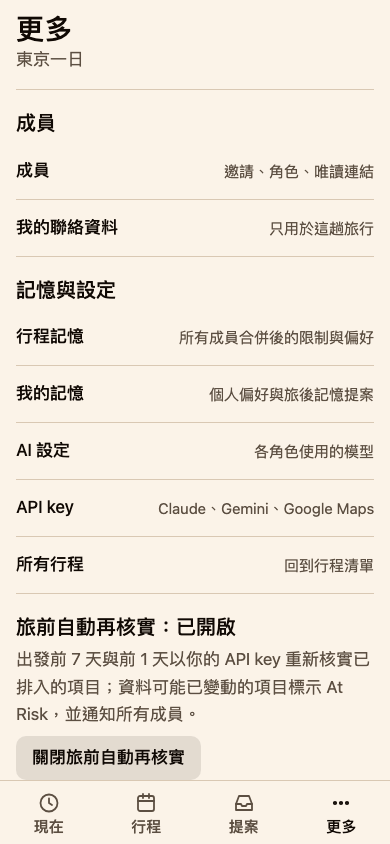 更多
東京一日
成員
成員 邀請、角色、唯讀連結
我的聯絡資料 只用於這趟旅行
記憶與設定
行程記憶 所有成員合併後的限制與偏好
我的記憶 個人偏好與旅後記憶提案
AI 設定 各角色使用的模型
API key Claude、Gemini、Google Maps
所有行程 回到行程清單
旅前自動再核實：已開啟
出發前 7 天與前 1 天以你的 API key 重新核實已
排入的項目；資料可能已變動的項目標示 At
Risk，並通知所有成員。
關閉旅前自動再核實
現在 行程 提案 更多